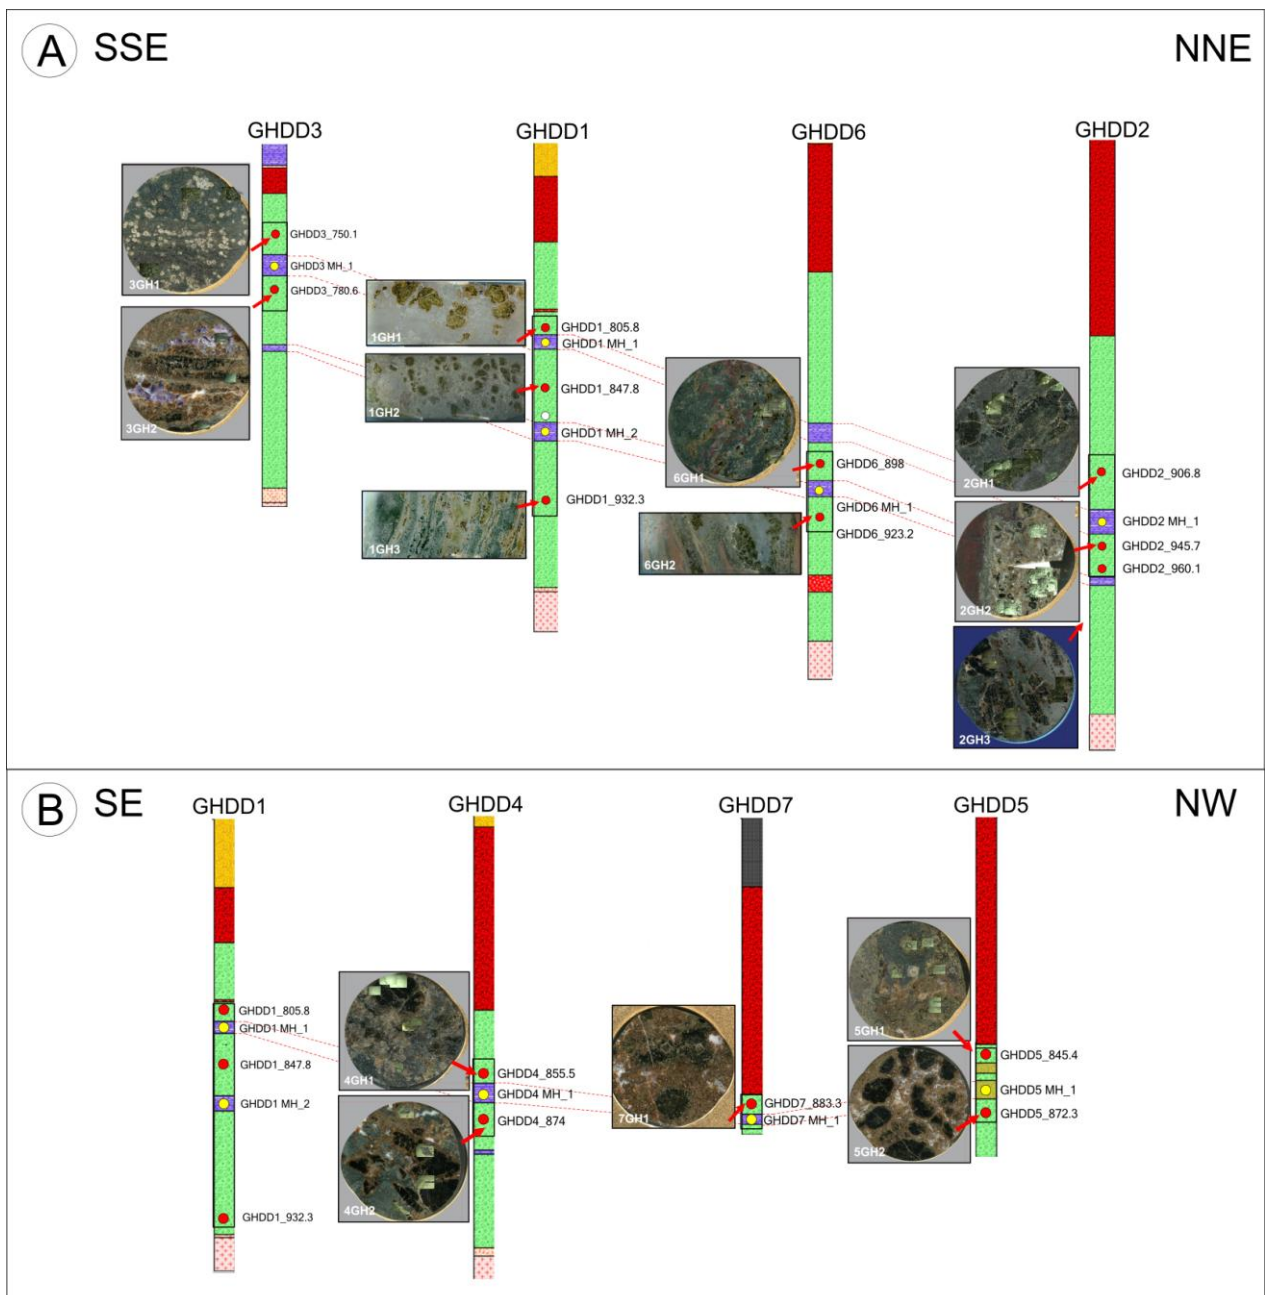 A SSE NNE
GHDD3 GHDD1 GHDD6 GHDD2
3GH1
GHDD3_750.1
GHDD3 MH_1
GHDD3_780.6
3GH2
1GH1
GHDD1_805.8
GHDD1 MH_1
1GH2
GHDD1_847.8
GHDD1 MH_2
1GH3
GHDD1_932.3
6GH1
GHDD6_898
GHDD6 MH_1
GHDD6_923.2
6GH2
2GH1
GHDD2_906.8
GHDD2 MH_1
GHDD2_945.7
GHDD2_960.1
2GH2
2GH3
B SE NW
GHDD1 GHDD4 GHDD7 GHDD5
GHDD1_805.8
GHDD1 MH_1
GHDD1_847.8
GHDD1 MH_2
GHDD1_932.3
4GH1
GHDD4_855.5
GHDD4 MH_1
GHDD4_874
4GH2
7GH1
GHDD7_883.3
GHDD7 MH_1
5GH1
GHDD5_845.4
GHDD5 MH_1
GHDD5_872.3
5GH2